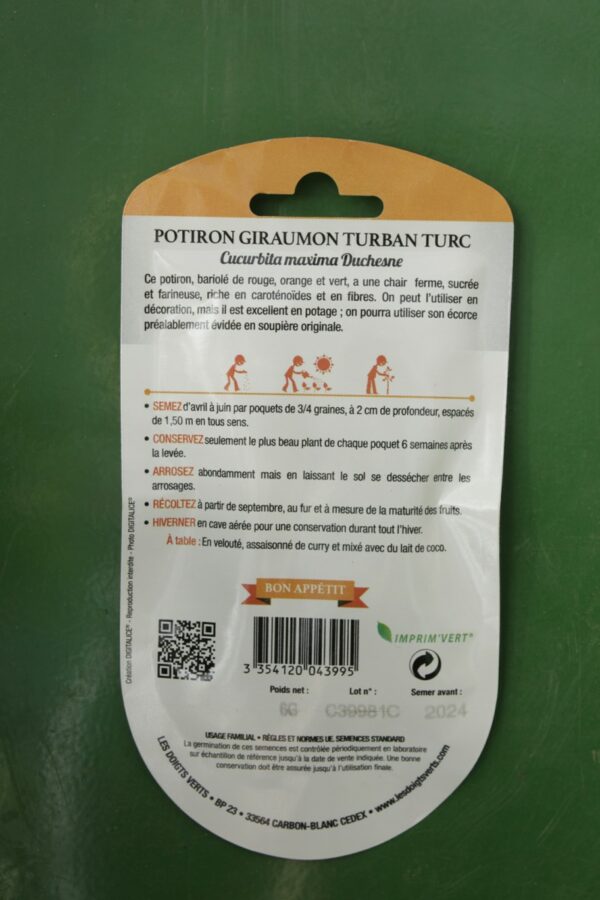 POTIRON GIRAUMON TURBAN TURC
Cucurbita maxima Duchesne
Ce potiron, bariolé de rouge, orange et vert, a une chair ferme, sucrée
et farineuse, riche en caroténoïdes et en fibres. On peut l'utiliser en
décoration, mais il est excellent en potage ; on pourra utiliser son écorce
préalablement évidée en soupière originale.
• SEMEZ d'avril à juin par poquets de 3/4 graines, à 2 cm de profondeur, espacés
de 1,50 m en tous sens.
• CONSERVEZ seulement le plus beau plant de chaque poquet 6 semaines après
la levée.
• ARROSEZ abondamment mais en laissant le sol se dessécher entre les
arrosages.
• RÉCOLTEZ à partir de septembre, au fur et à mesure de la maturité des fruits.
• HIVERNER en cave aérée pour une conservation durant tout l'hiver.
À table : En velouté, assaisonné de curry et mixé avec du lait de coco.
Création DIGITALICE® - Reproduction interdite - Photo DIGITALICE®
BON APPÉTIT
IMPRIM'VERT®
3 354120 043995
Poids net : Lot n° : Semer avant :
6G C39981C 2024
USAGE FAMILIAL • RÈGLES ET NORMES UE. SEMENCES STANDARD
La germination de ces semences est contrôlée périodiquement en laboratoire
sur échantillon de référence jusqu'à la date de vente indiquée. Une bonne
conservation doit être assurée jusqu'à l'utilisation finale.
LES DOIGTS VERTS • BP 23 • 33564 CARBON-BLANC CEDEX • www.lesdoigtsverts.com